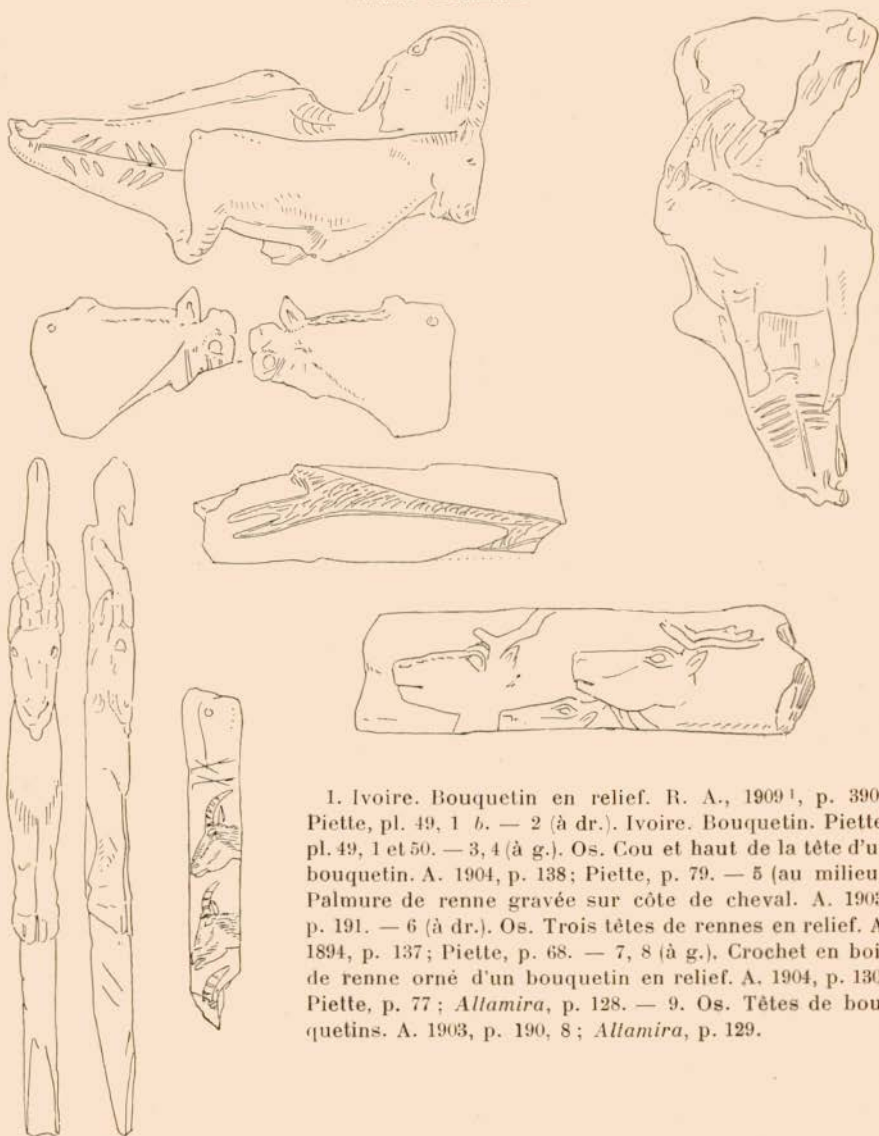 1. Ivoire. Bouquetin en relief. R. A., 1909¹, p. 390
Piette, pl. 49, 1 b. — 2 (à dr.). Ivoire. Bouquetin. Piette
pl. 49, 1 et 50. — 3, 4 (à g.). Os. Cou et haut de la tête d'u
bouquetin. A. 1904, p. 138; Piette, p. 79. — 5 (au milieu
Palmure de renne gravée sur côte de cheval. A. 1903
p. 191. — 6 (à dr.). Os. Trois têtes de rennes en relief. A
1894, p. 137; Piette, p. 68. — 7, 8 (à g.). Crochet en boi
de renne orné d'un bouquetin en relief. A. 1904, p. 130
Piette, p. 77; Altamira, p. 128. — 9. Os. Têtes de bou
quetins. A. 1903, p. 190, 8; Altamira, p. 129.